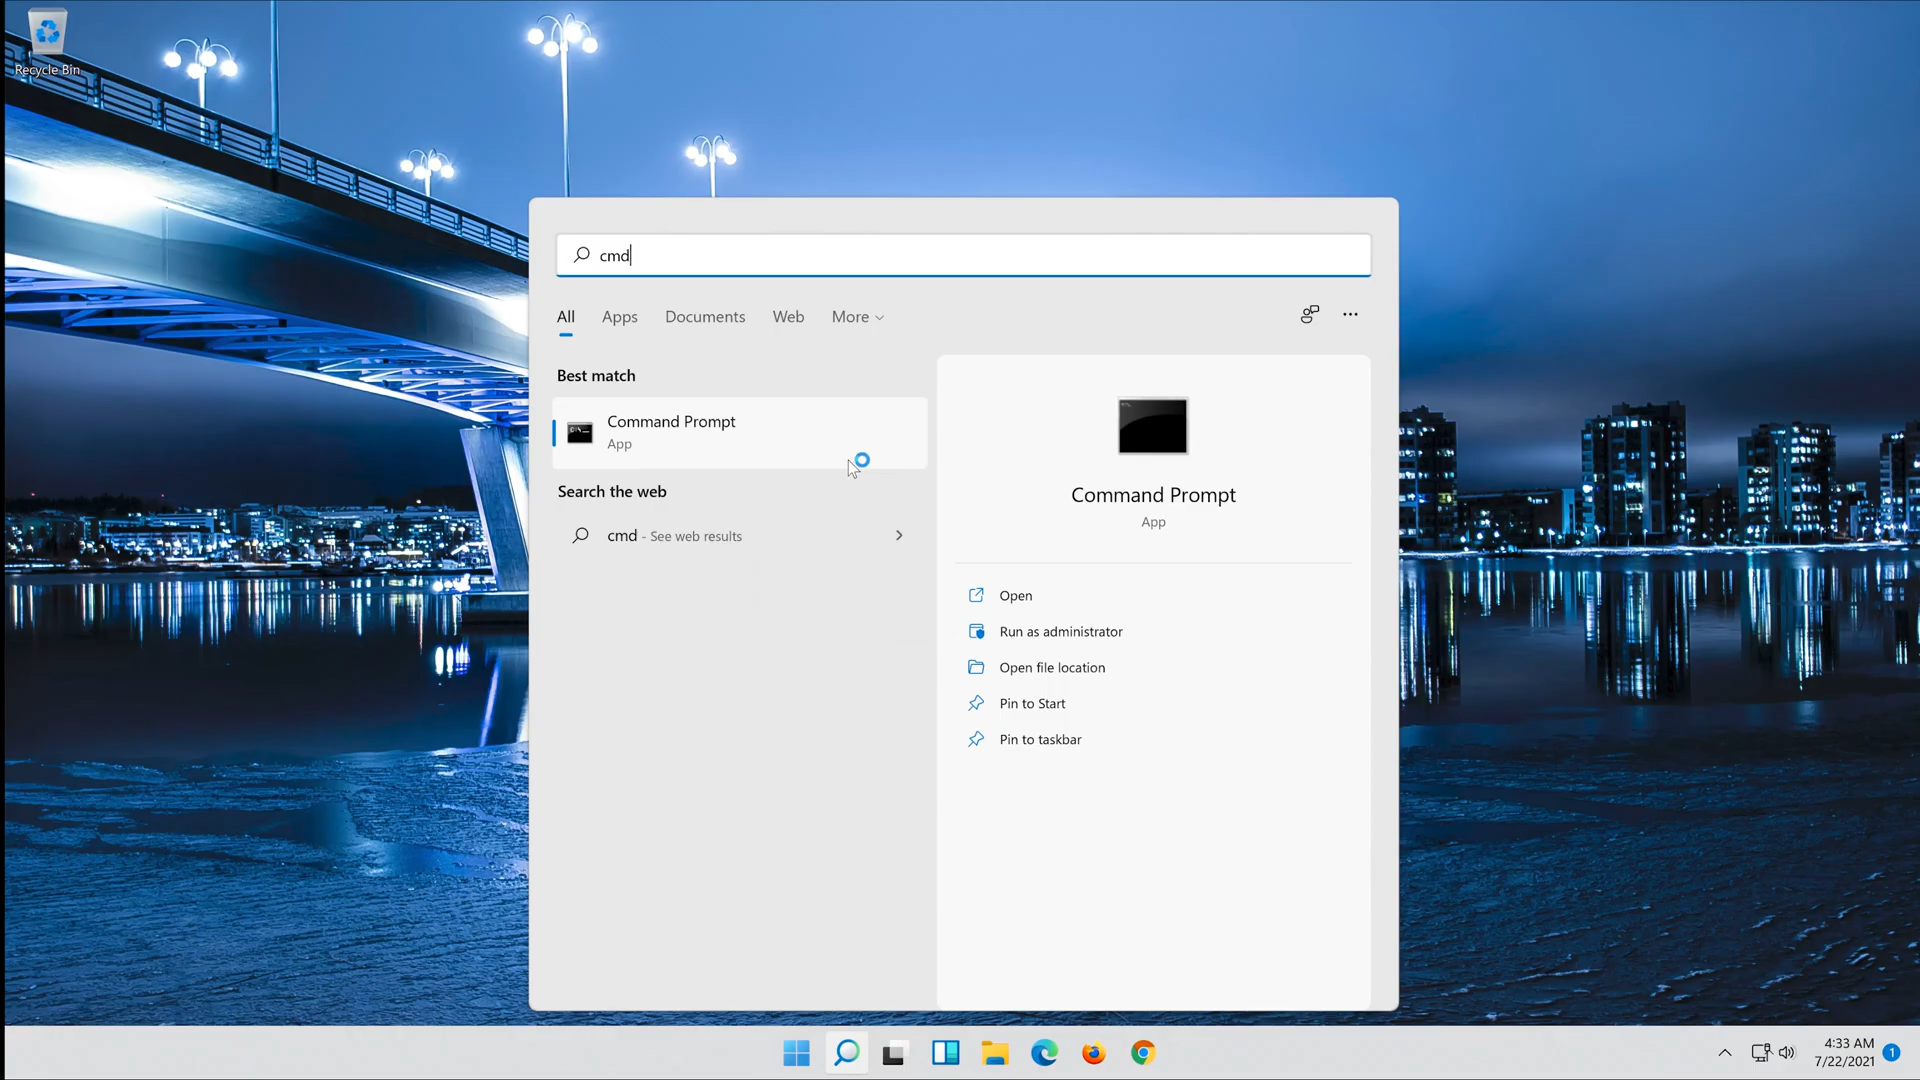 Recycle Bin
cmd
All Apps Documents Web More
Best match
Command Prompt
App
Search the web
cmd - See web results
Command Prompt
App
Open
Run as administrator
Open file location
Pin to Start
Pin to taskbar
4:33 AM
7/22/2021
1